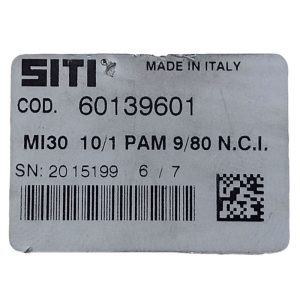 SITI MADE IN ITALY
COD. 60139601
MI30 10/1 PAM 9/80 N.C.I.
SN: 2015199 6 / 7